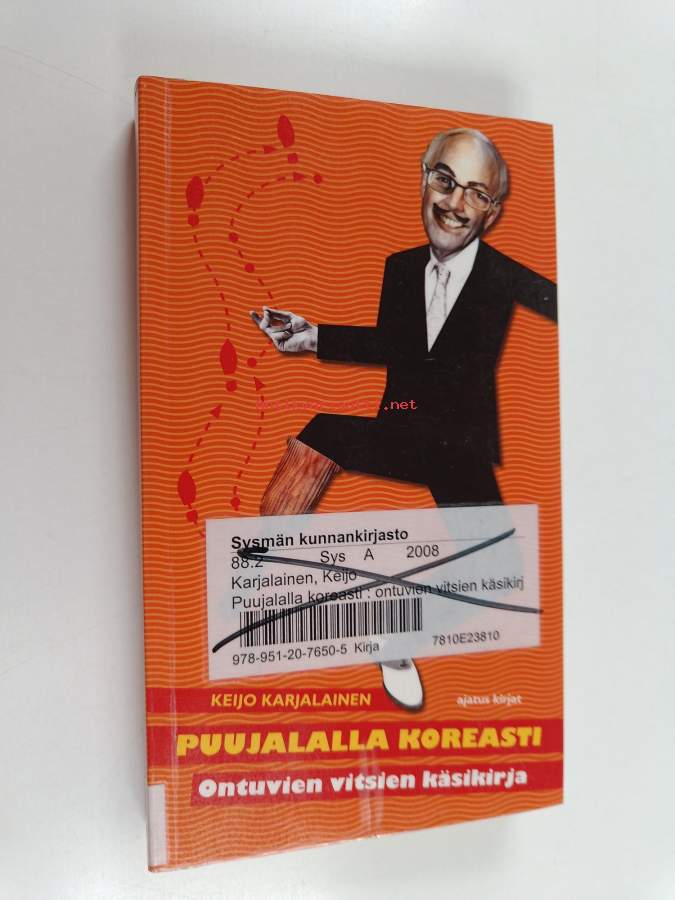 Sysmän kunnankirjasto
88.2 Sys A 2008
Karjalainen, Keijo
Puujalalla koreasti : ontuvien vitsien käsikirj
978-951-20-7650-5 Kirja 7810E23810
KEIJO KARJALAINEN
ajatus kirjat
PUUJALALLA KOREASTI
Ontuvien vitsien käsikirja